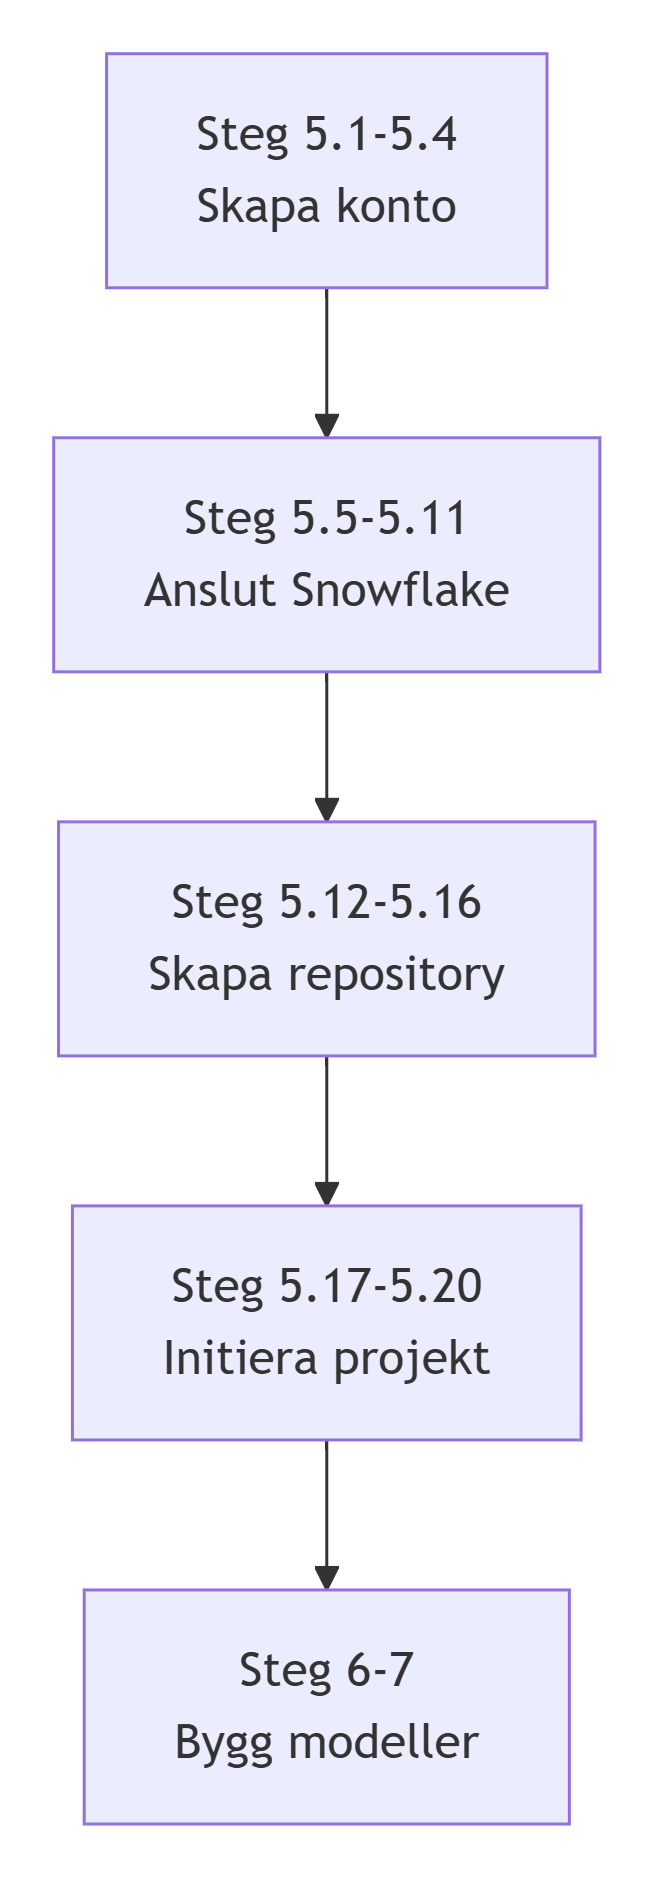 Steg 5.1-5.4
Skapa konto
Steg 5.5-5.11
Anslut Snowflake
Steg 5.12-5.16
Skapa repository
Steg 5.17-5.20
Initiera projekt
Steg 6-7
Bygg modeller